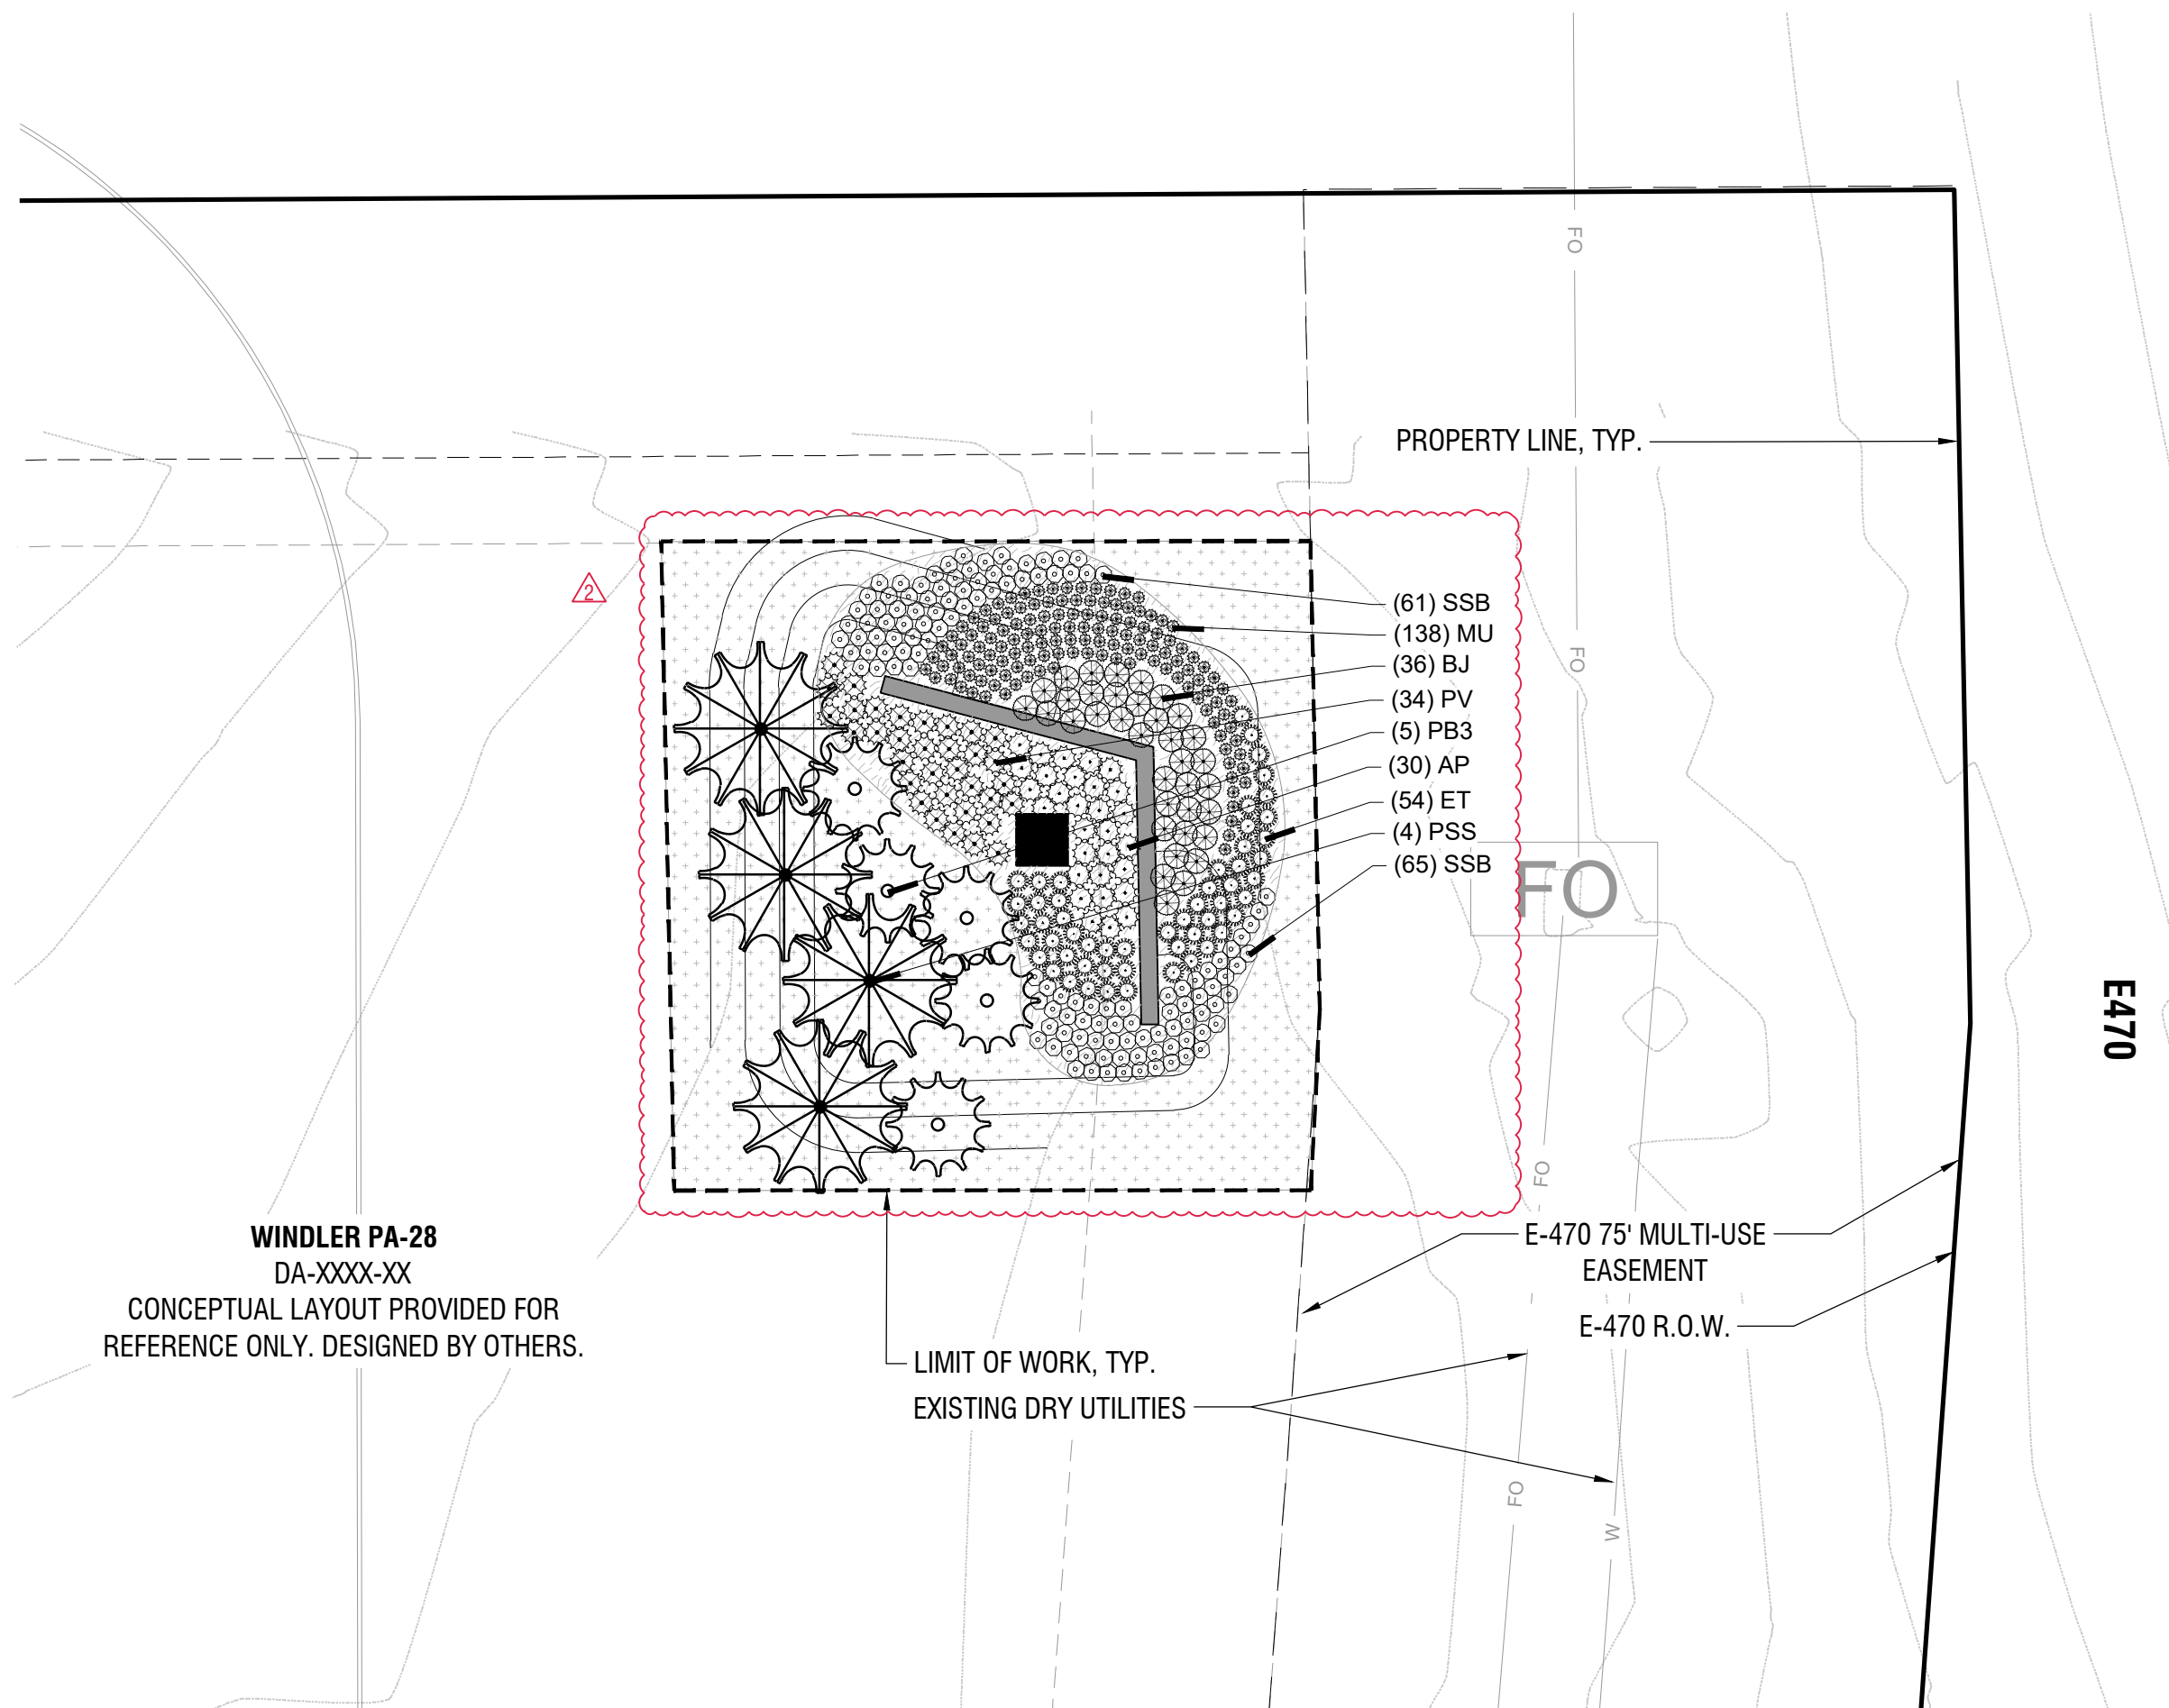 FO
PROPERTY LINE, TYP.
2
(61) SSB
(138) MU
FO
(36) BJ
(34) PV
(5) PB3
(30) AP
(54) ET
(4) PSS
(65) SSB
FO
E470
FO
WINDLER PA-28
DA-XXXX-XX
CONCEPTUAL LAYOUT PROVIDED FOR
REFERENCE ONLY. DESIGNED BY OTHERS.
E-470 75' MULTI-USE
EASEMENT
E-470 R.O.W.
LIMIT OF WORK, TYP.
EXISTING DRY UTILITIES
FO
W